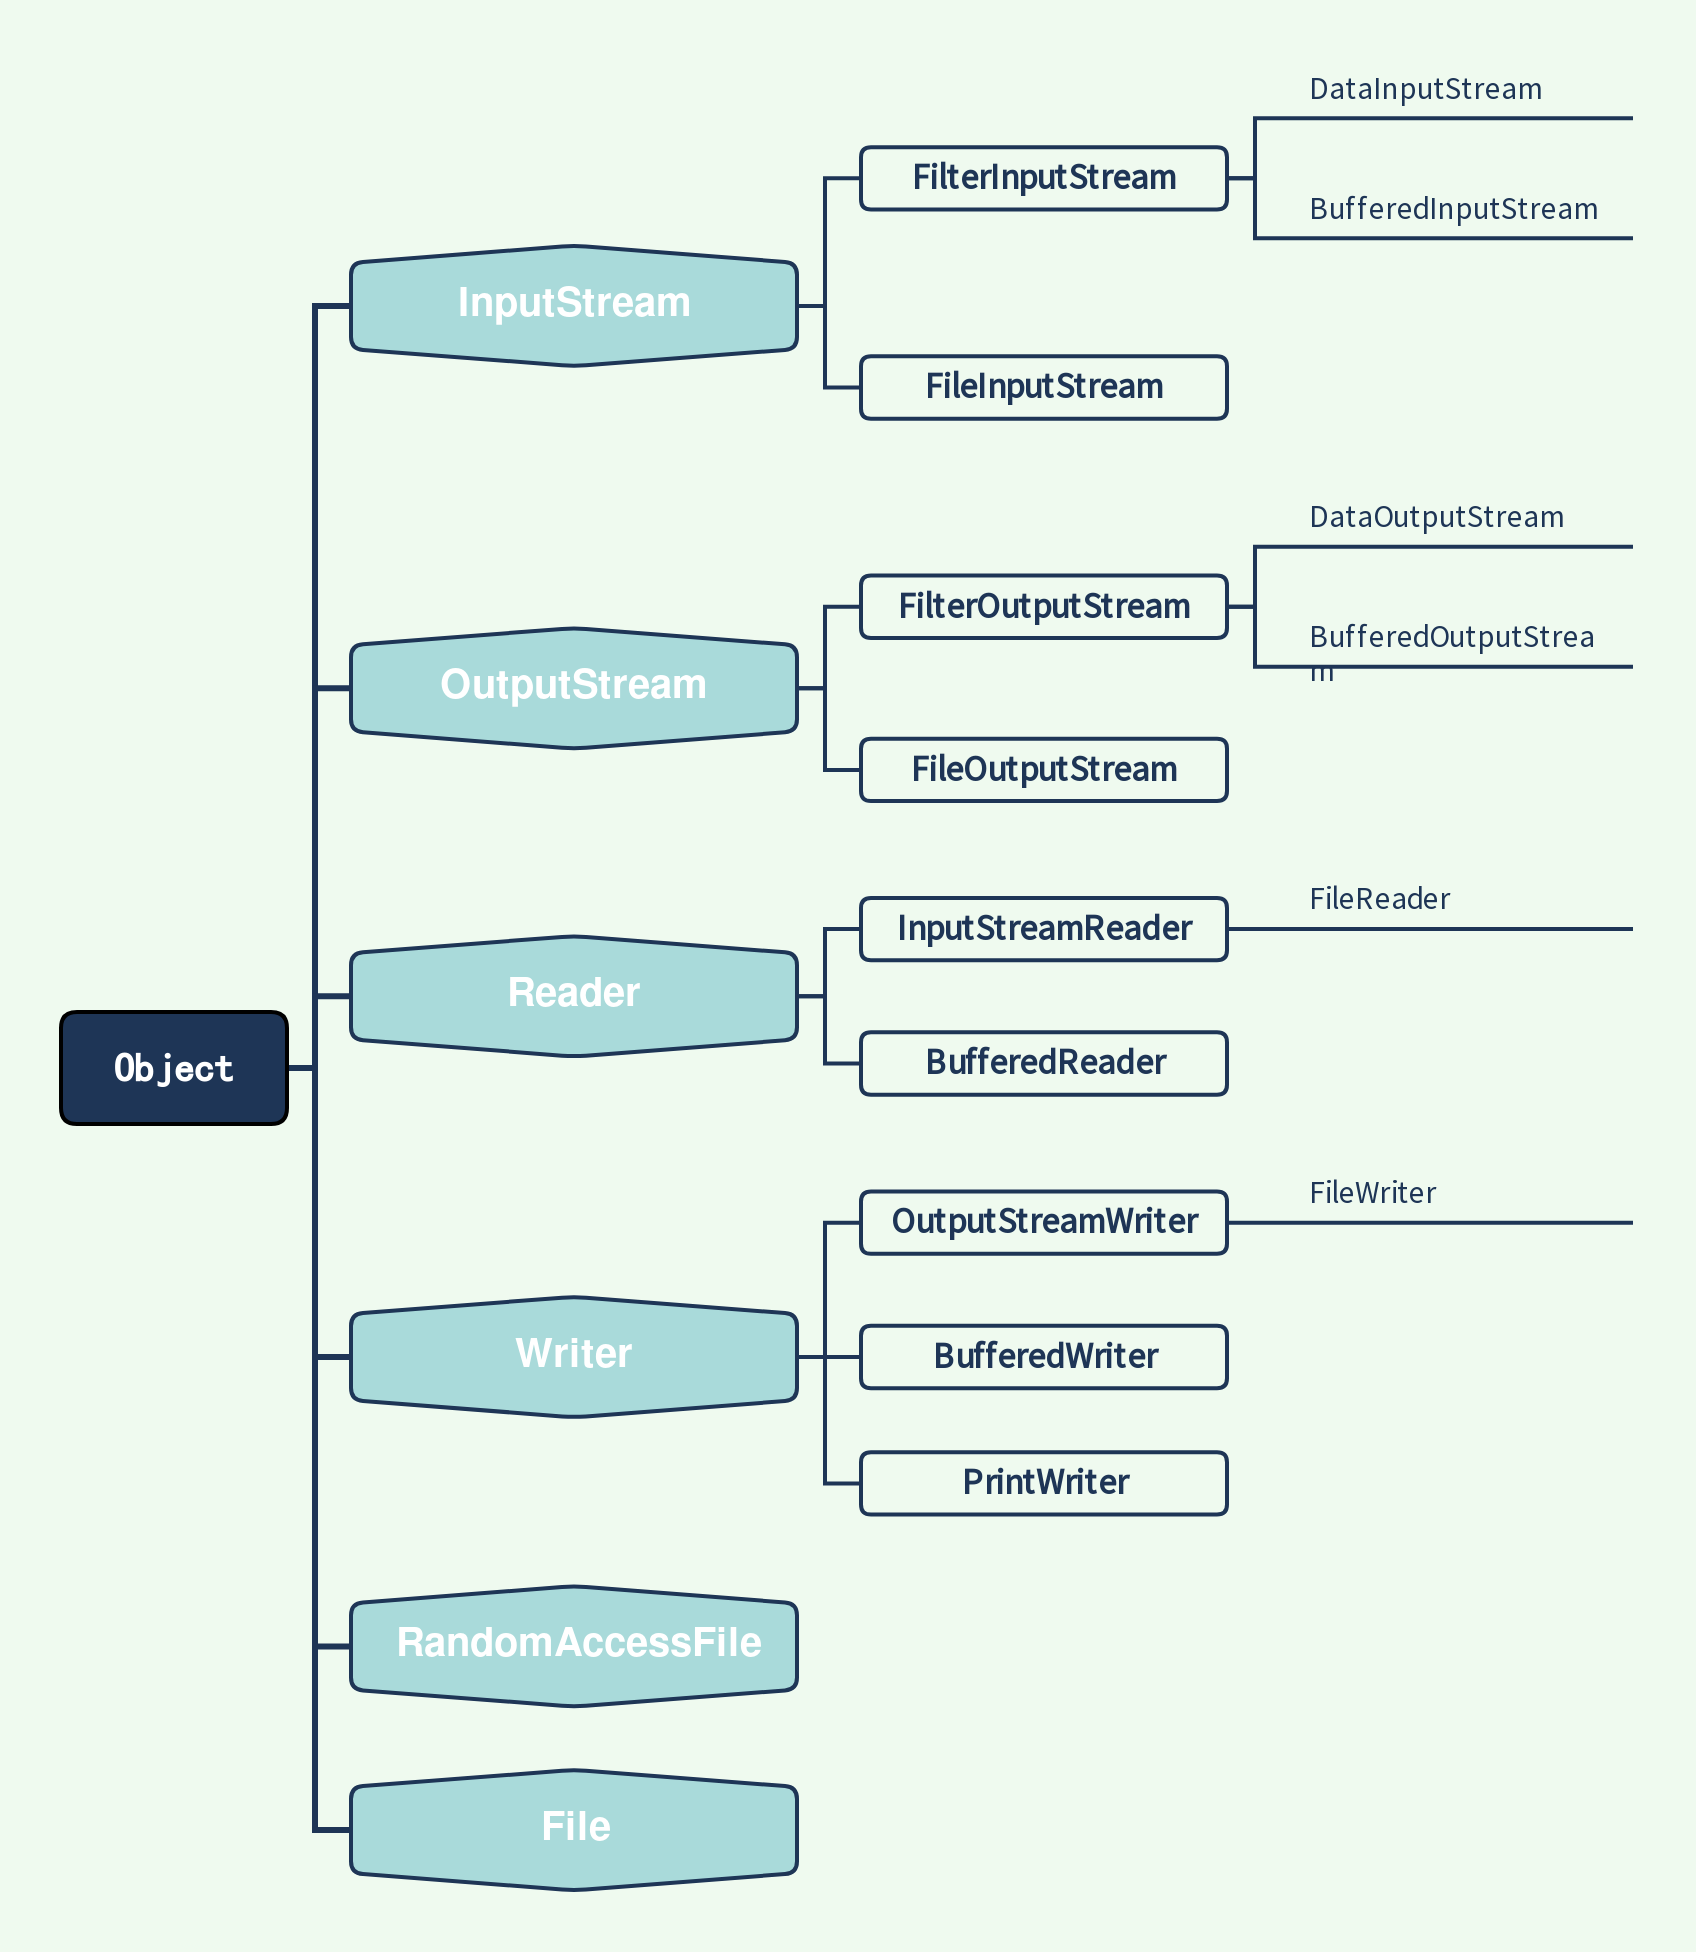 Object
InputStream
FilterInputStream
DataInputStream
BufferedInputStream
FileInputStream
OutputStream
FilterOutputStream
DataOutputStream
BufferedOutputStrea
m
FileOutputStream
Reader
InputStreamReader
FileReader
BufferedReader
Writer
OutputStreamWriter
FileWriter
BufferedWriter
PrintWriter
RandomAccessFile
File